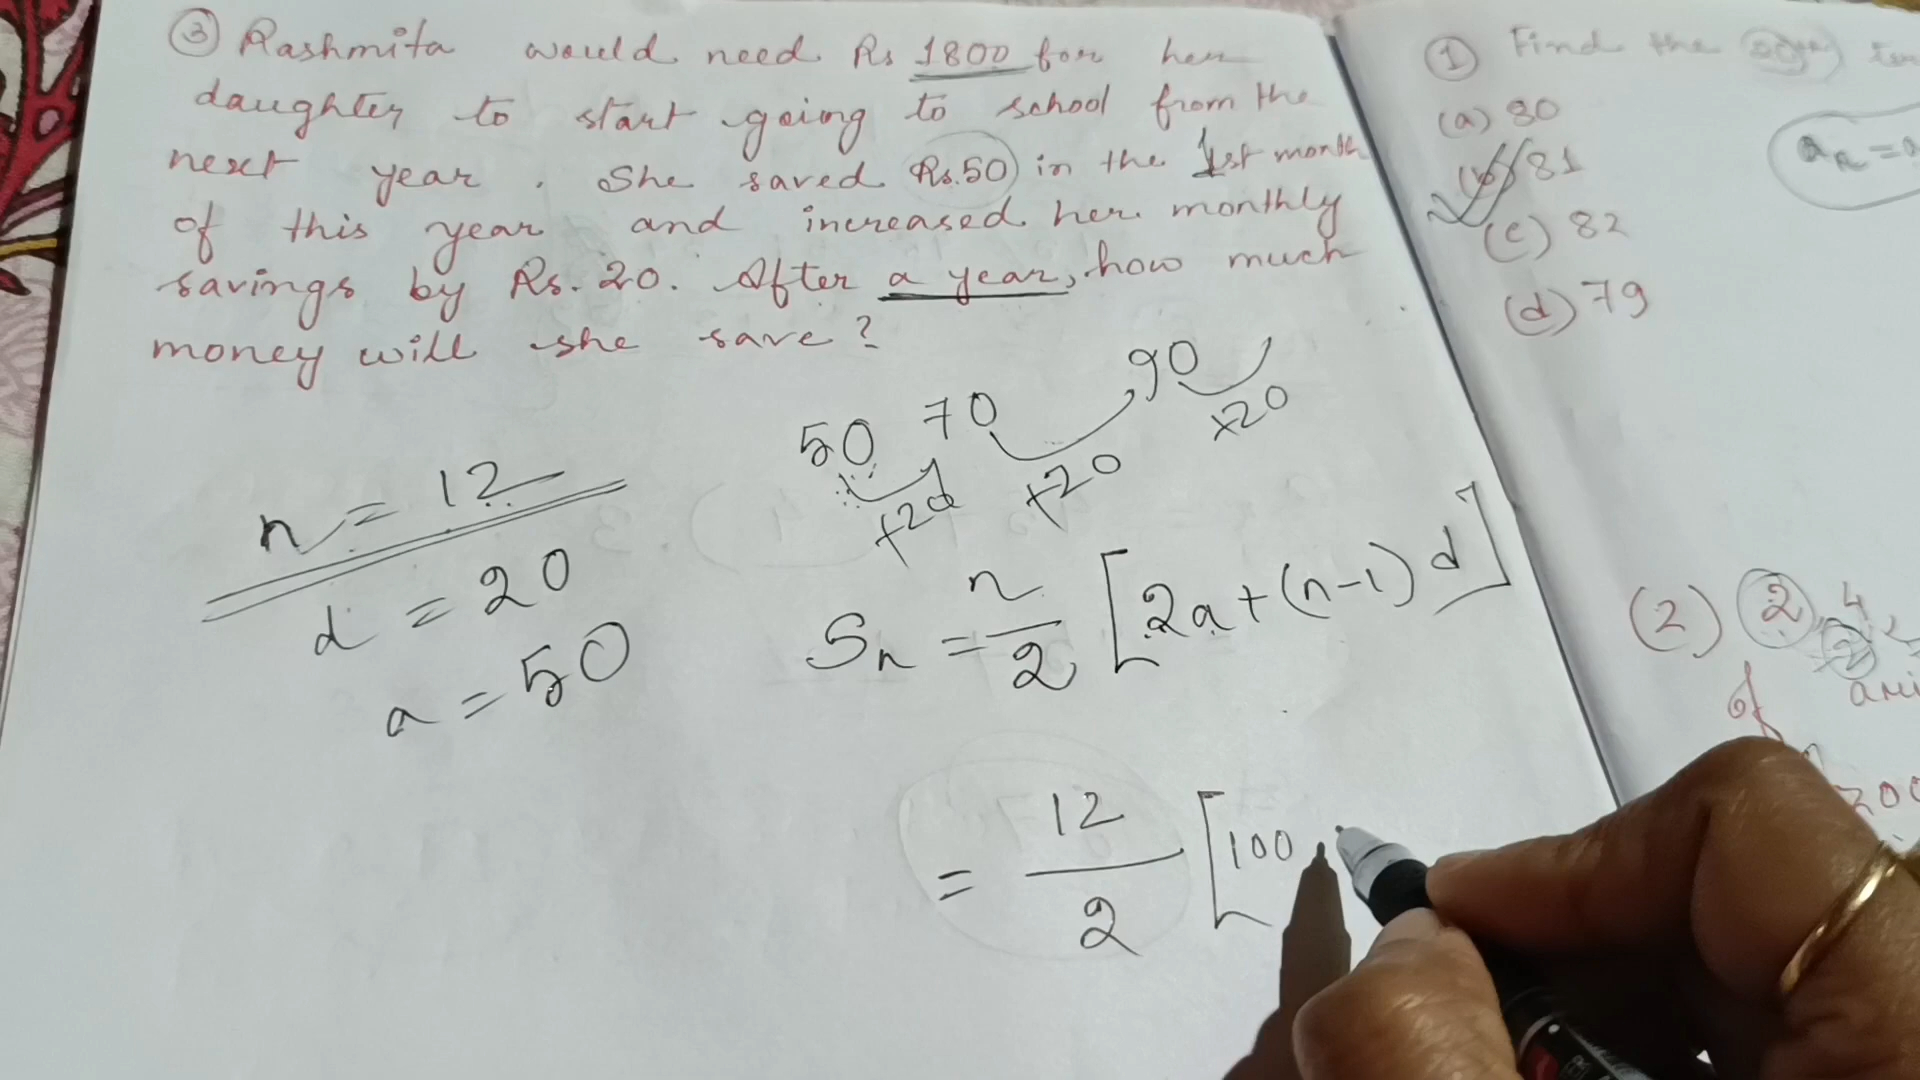 ③ Rashmita would need Rs 1800 for her
daughter to start going to school from the
next year. She saved Rs.50 in the 1st month
of this year and increased her monthly
savings by Rs. 20. After a year, how much
money will she save?
50 70 90
+20 +20 +20
n = 12
d = 20
a = 50
Sn = n/2 [2a+(n-1)d]
= 12/2 [100
① Find the
(a) 80
(b) 81
(c) 82
(d) 79
(2) 2, 4,
of